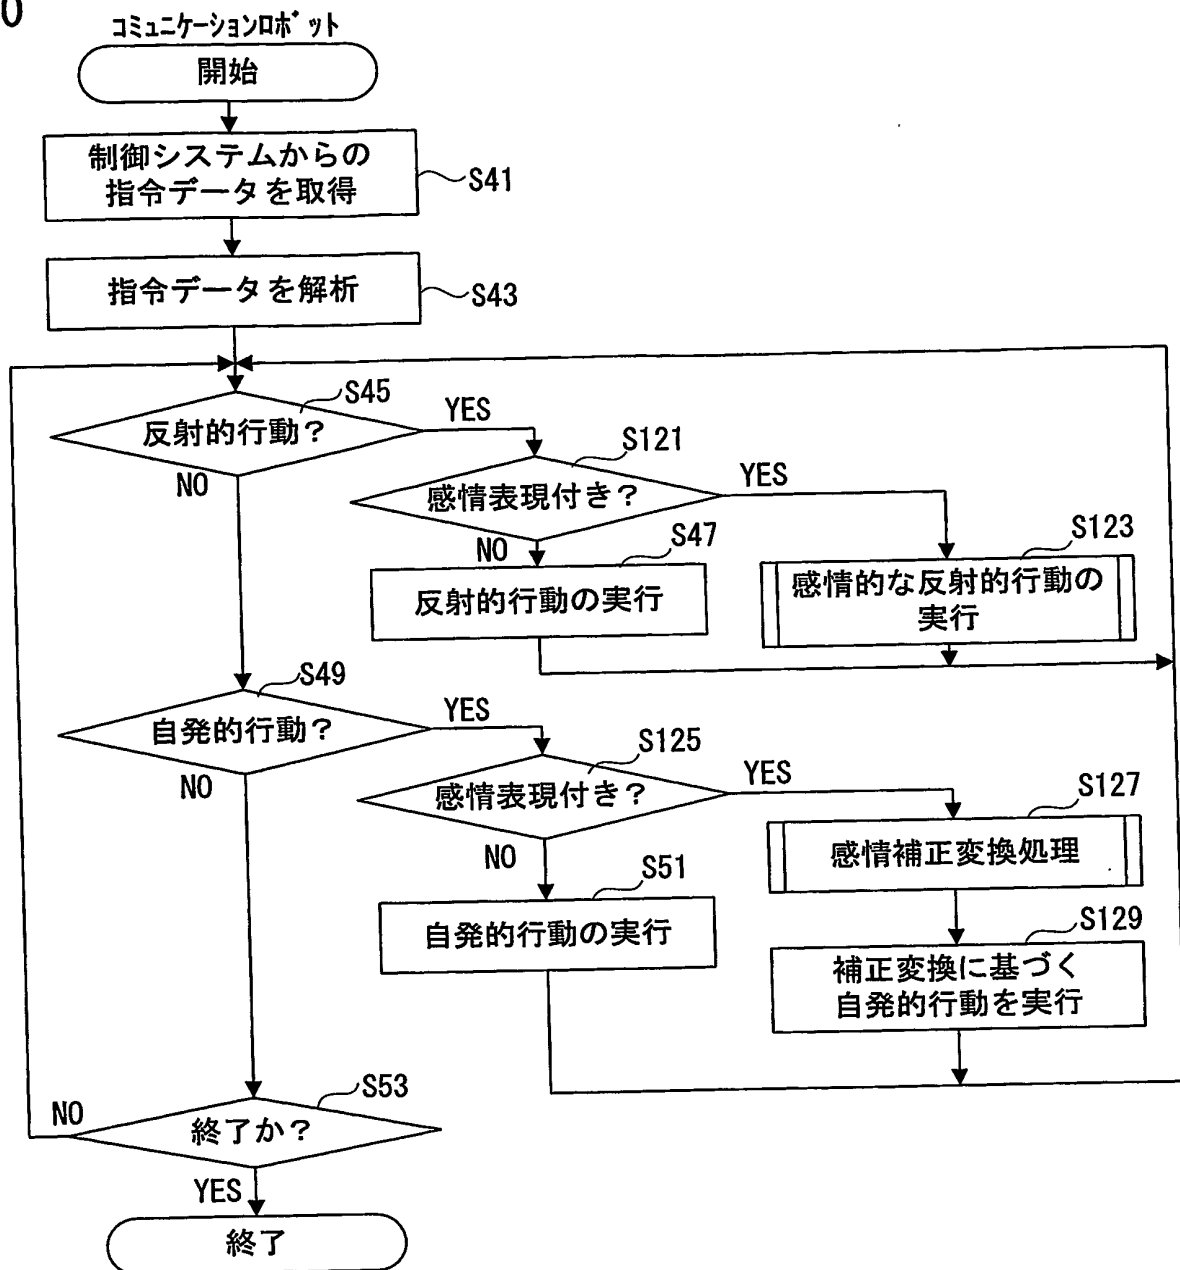 0
コミュニケーションロボット
開始
制御システムからの
指令データを取得
S41
指令データを解析
S43
S45
反射的行動?
YES
NO
S121
感情表現付き?
YES
NO
S47
反射的行動の実行
S123
感情的な反射的行動の
実行
S49
自発的行動?
YES
NO
S125
感情表現付き?
YES
NO
S127
感情補正変換処理
S51
自発的行動の実行
S129
補正変換に基づく
自発的行動を実行
S53
終了か?
NO
YES
終了